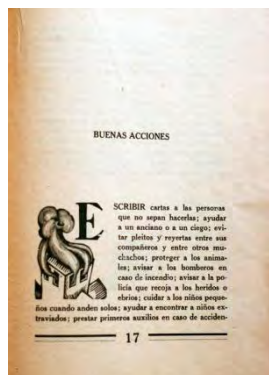 BUENAS ACCIONES
ESCRIBIR cartas a las personas
que no sepan hacerlas; ayudar
a un anciano o a un ciego; evi-
tar pleitos y reyertas entre sus
compañeros y entre otros mu-
chachos; proteger a los anima-
les; avisar a los bomberos en
caso de incendio; avisar a la po-
licía que recoja a los heridos o
ebrios; cuidar a los niños peque-
ños cuando anden solos; ayudar a encontrar a niños ex-
traviados; prestar primeros auxilios en caso de acciden-
17